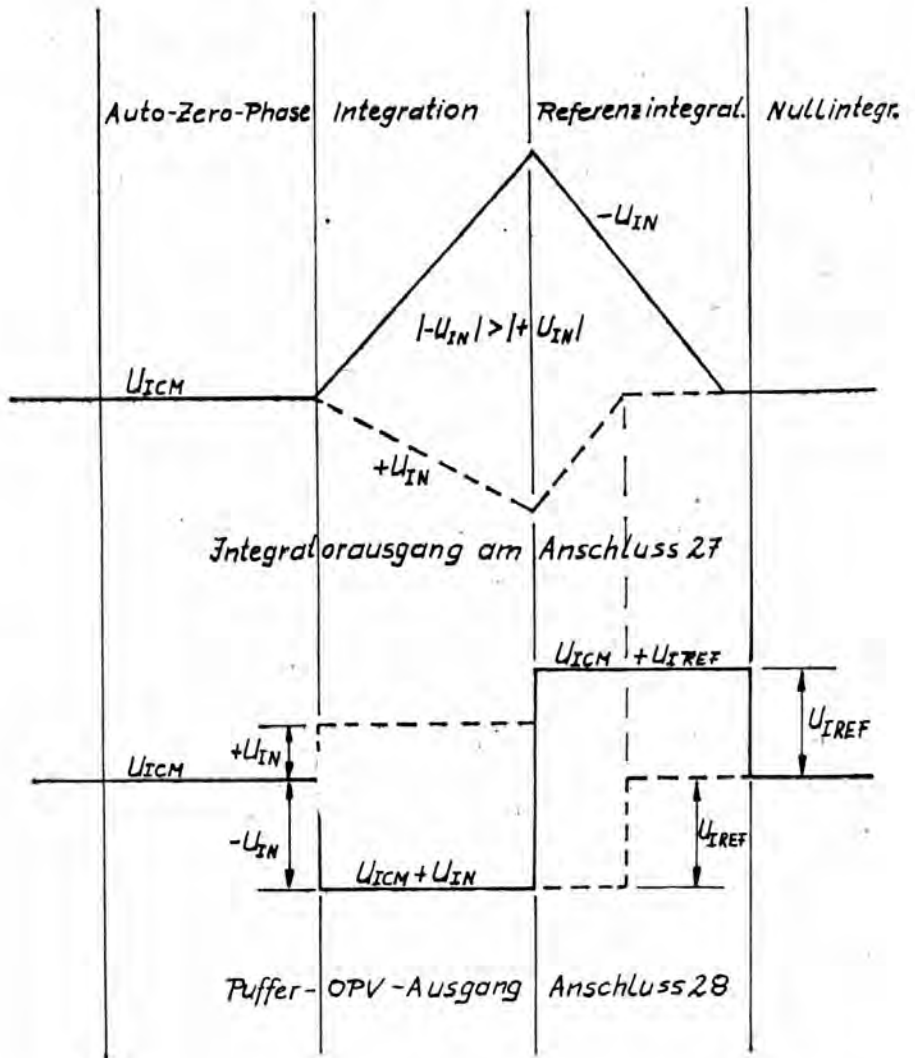 Auto-Zero-Phase Integration Referenzintegral. Nullintegr.
-U_IN
|-U_IN| > |+U_IN|
U_ICM
+U_IN
Integratorausgang am Anschluss 27
U_ICM + U_IREF
+U_IN
U_IREF
U_ICM
-U_IN
U_IREF
U_ICM + U_IN
Puffer-OPV-Ausgang Anschluss 28